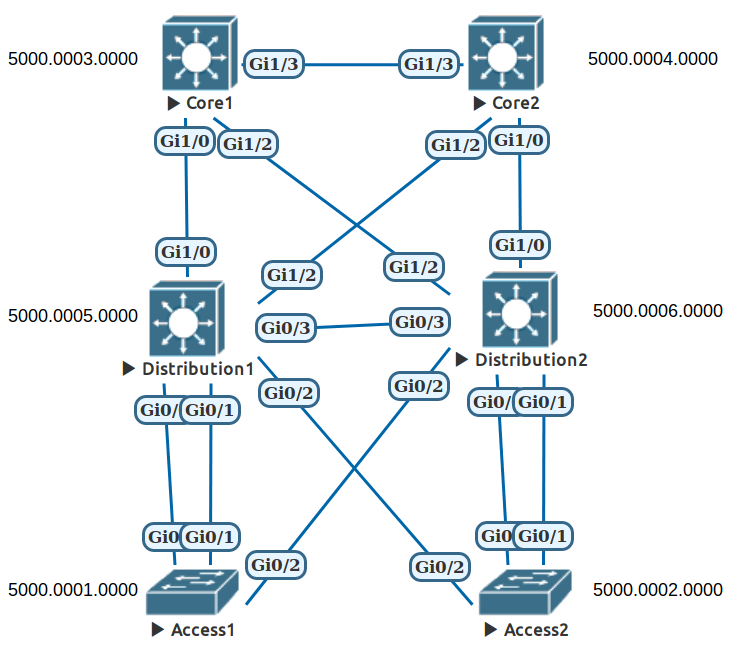 5000.0003.0000
Gi1/3
Gi1/3
5000.0004.0000
Core1
Core2
Gi1/0
Gi1/2
Gi1/2
Gi1/0
Gi1/0
Gi1/2
Gi1/2
Gi1/0
5000.0005.0000
Gi0/3
Gi0/3
5000.0006.0000
Distribution1
Distribution2
Gi0/
Gi0/1
Gi0/2
Gi0/2
Gi0/
Gi0/1
Gi0
Gi0/1
Gi0/2
Gi0/2
Gi0
Gi0/1
5000.0001.0000
5000.0002.0000
Access1
Access2